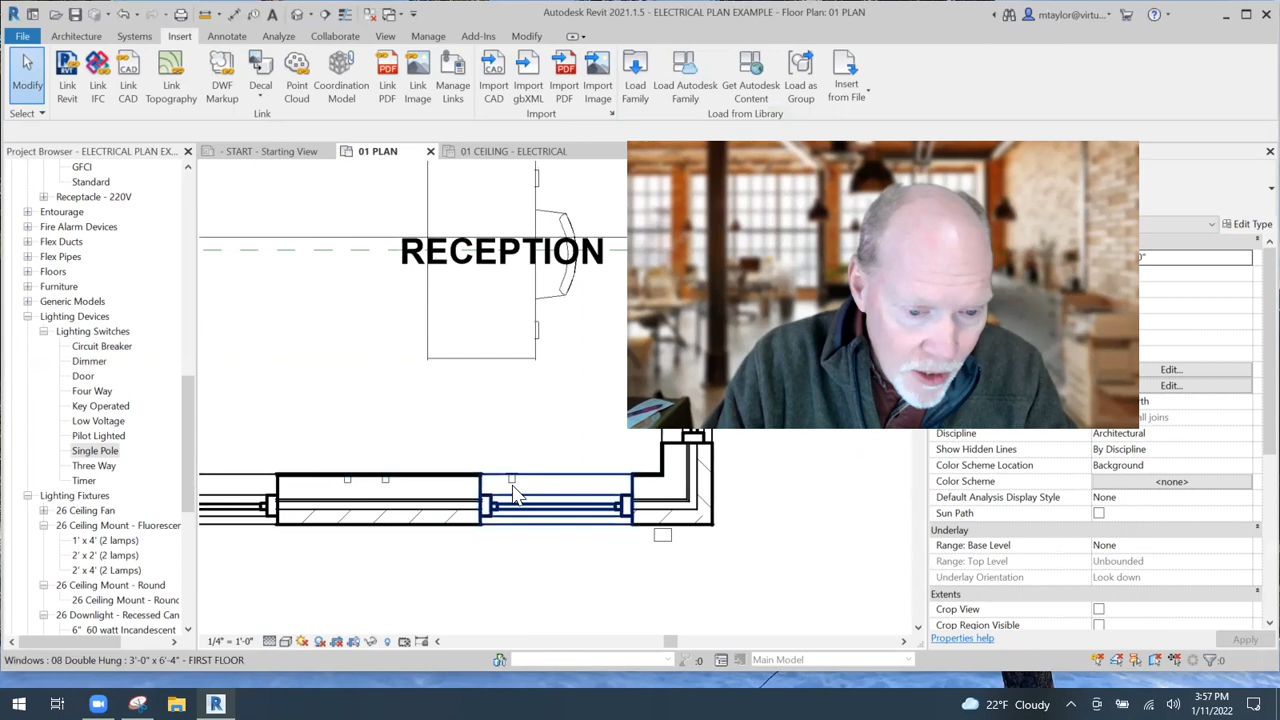 Autodesk Revit 2021.1.5 - ELECTRICAL PLAN EXAMPLE - Floor Plan: 01 PLAN
mtaylor@virtu...
File Architecture Systems Insert Annotate Analyze Collaborate View Manage Add-Ins Modify
Modify
Link Revit
Link IFC
Link CAD
Link Topography
DWF Markup
Decal
Point Cloud
Coordination Model
Link PDF
Link Image
Manage Links
Import CAD
Import gbXML
Import PDF
Import Image
Load Family
Load Autodesk Family
Get Autodesk Content
Load as Group
Insert from File
Select Link Import Load from Library
Project Browser - ELECTRICAL PLAN EX...
- START - Starting View
01 PLAN
01 CEILING - ELECTRICAL
GFCI
Standard
Receptacle - 220V
Entourage
Fire Alarm Devices
Flex Ducts
Flex Pipes
Floors
Furniture
Generic Models
Lighting Devices
Lighting Switches
Circuit Breaker
Dimmer
Door
Four Way
Key Operated
Low Voltage
Pilot Lighted
Single Pole
Three Way
Timer
Lighting Fixtures
26 Ceiling Fan
26 Ceiling Mount - Fluorescer
1' x 4' (2 lamps)
2' x 2' (2 lamps)
2' x 4' (4 Lamps)
26 Ceiling Mount - Round
26 Ceiling Mount - Roun
26 Downlight - Recessed Can
6" 60 watt Incandescent
RECEPTION
Edit Type
0"
Edit...
Edit...
rth
all joins
Discipline Architectural
Show Hidden Lines By Discipline
Color Scheme Location Background
Color Scheme <none>
Default Analysis Display Style None
Sun Path
Underlay
Range: Base Level None
Range: Top Level Unbounded
Underlay Orientation Look down
Extents
Crop View
Crop Region Visible
Properties help Apply
1/4" = 1'-0"
Windows : 08 Double Hung : 3'-0" x 6'-4" - FIRST FLOOR
:0
Main Model
:0
22°F Cloudy
3:57 PM
1/11/2022